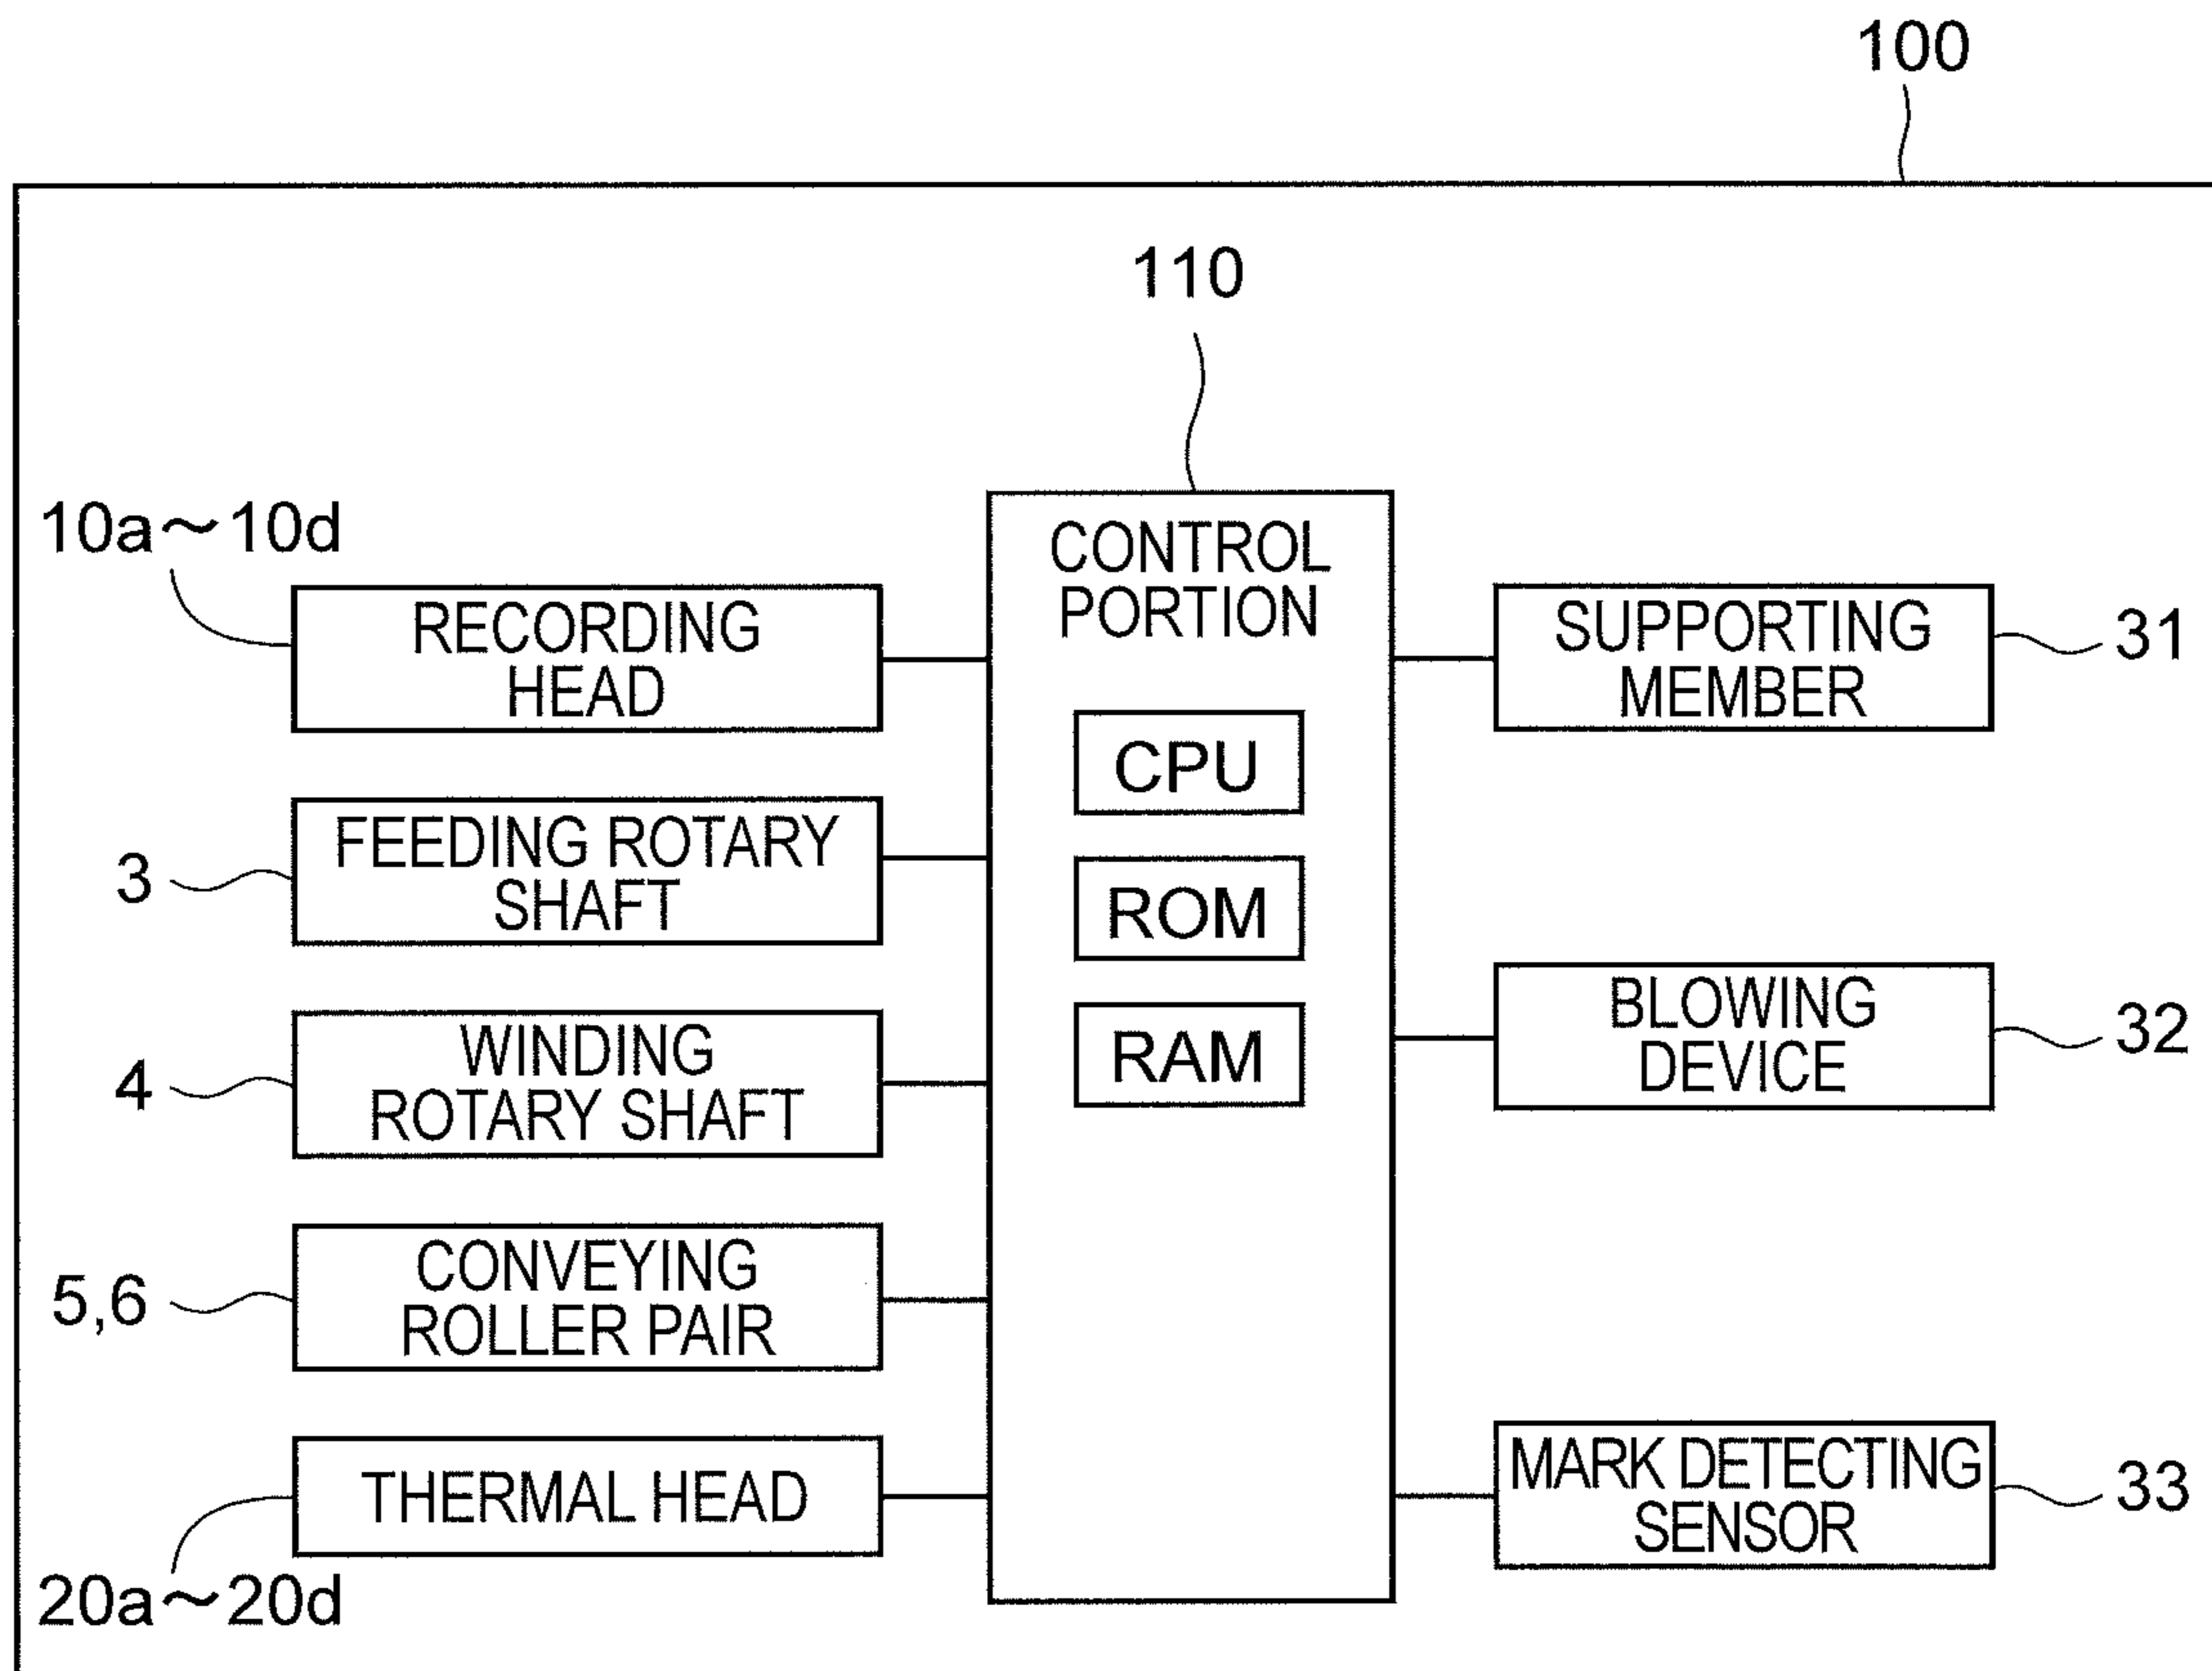 100
110
10a～10d
RECORDING
HEAD
3
FEEDING ROTARY
SHAFT
4
WINDING
ROTARY SHAFT
5,6
CONVEYING
ROLLER PAIR
THERMAL HEAD
20a～20d
CONTROL
PORTION
CPU
ROM
RAM
SUPPORTING
MEMBER
31
BLOWING
DEVICE
32
MARK DETECTING
SENSOR
33